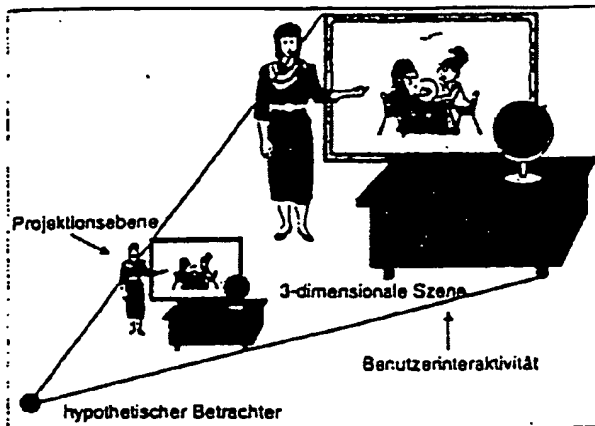 Projektionsebene
3-dimensionale Szene
Benutzerinteraktivität
hypothetischer Betrachter